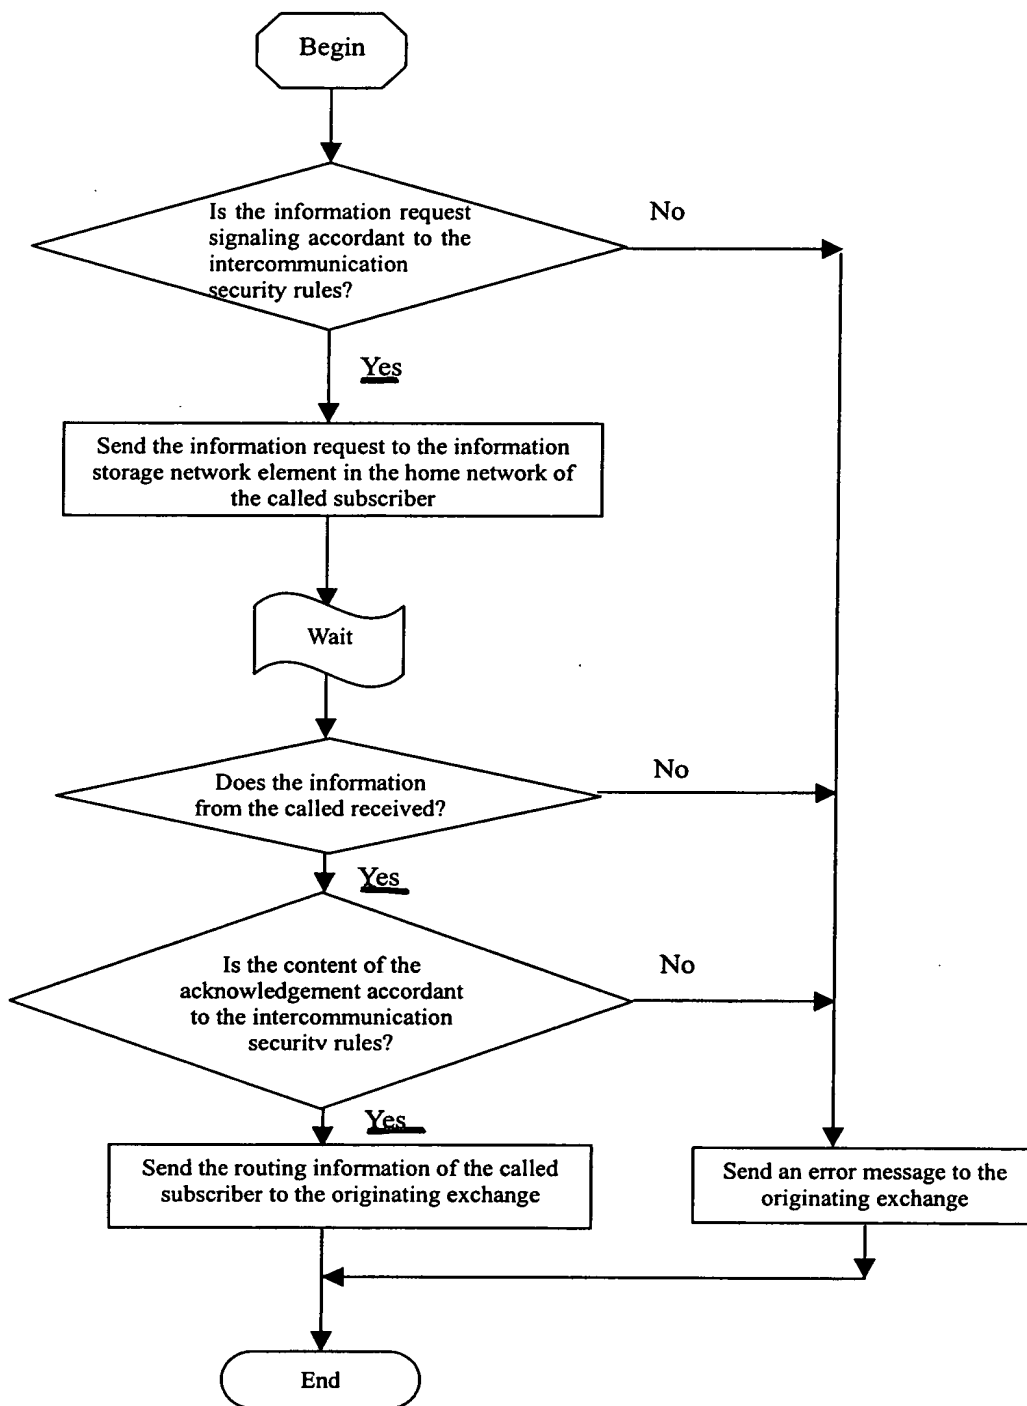 Begin
Is the information request
signaling accordant to the
intercommunication
security rules?
No
Yes
Send the information request to the information
storage network element in the home network of
the called subscriber
Wait
Does the information
from the called received?
No
Yes
Is the content of the
acknowledgement accordant
to the intercommunication
security rules?
No
Yes
Send the routing information of the called
subscriber to the originating exchange
Send an error message to the
originating exchange
End